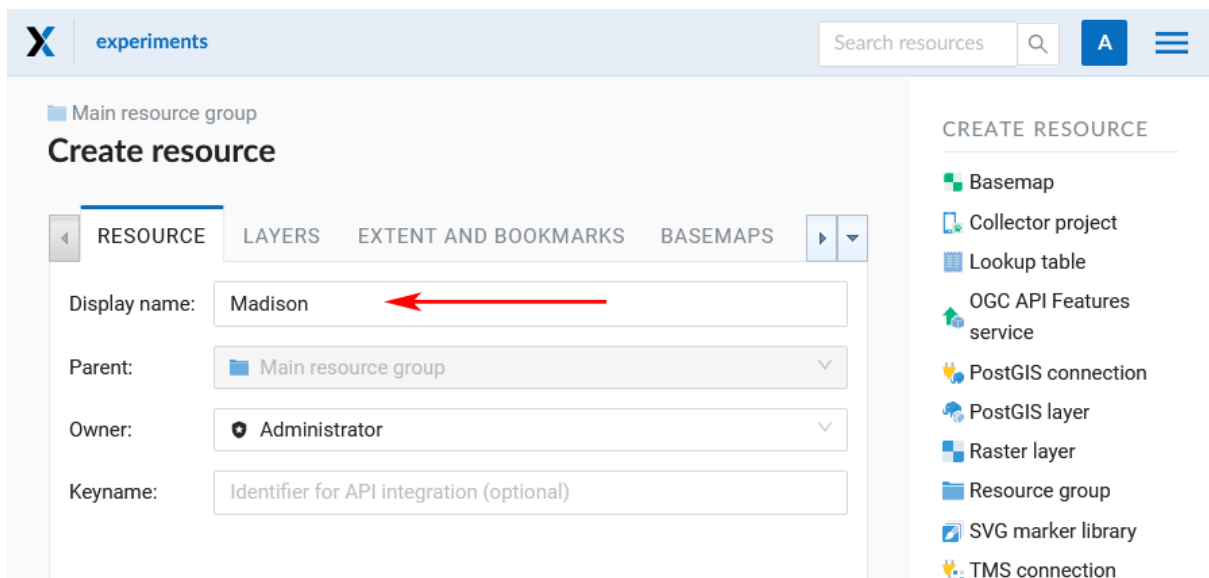 experiments
Search resources
A
Main resource group
Create resource
RESOURCE
LAYERS
EXTENT AND BOOKMARKS
BASEMAPS
Display name:
Madison
Parent:
Main resource group
Owner:
Administrator
Keyname:
Identifier for API integration (optional)
CREATE RESOURCE
Basemap
Collector project
Lookup table
OGC API Features
service
PostGIS connection
PostGIS layer
Raster layer
Resource group
SVG marker library
TMS connection